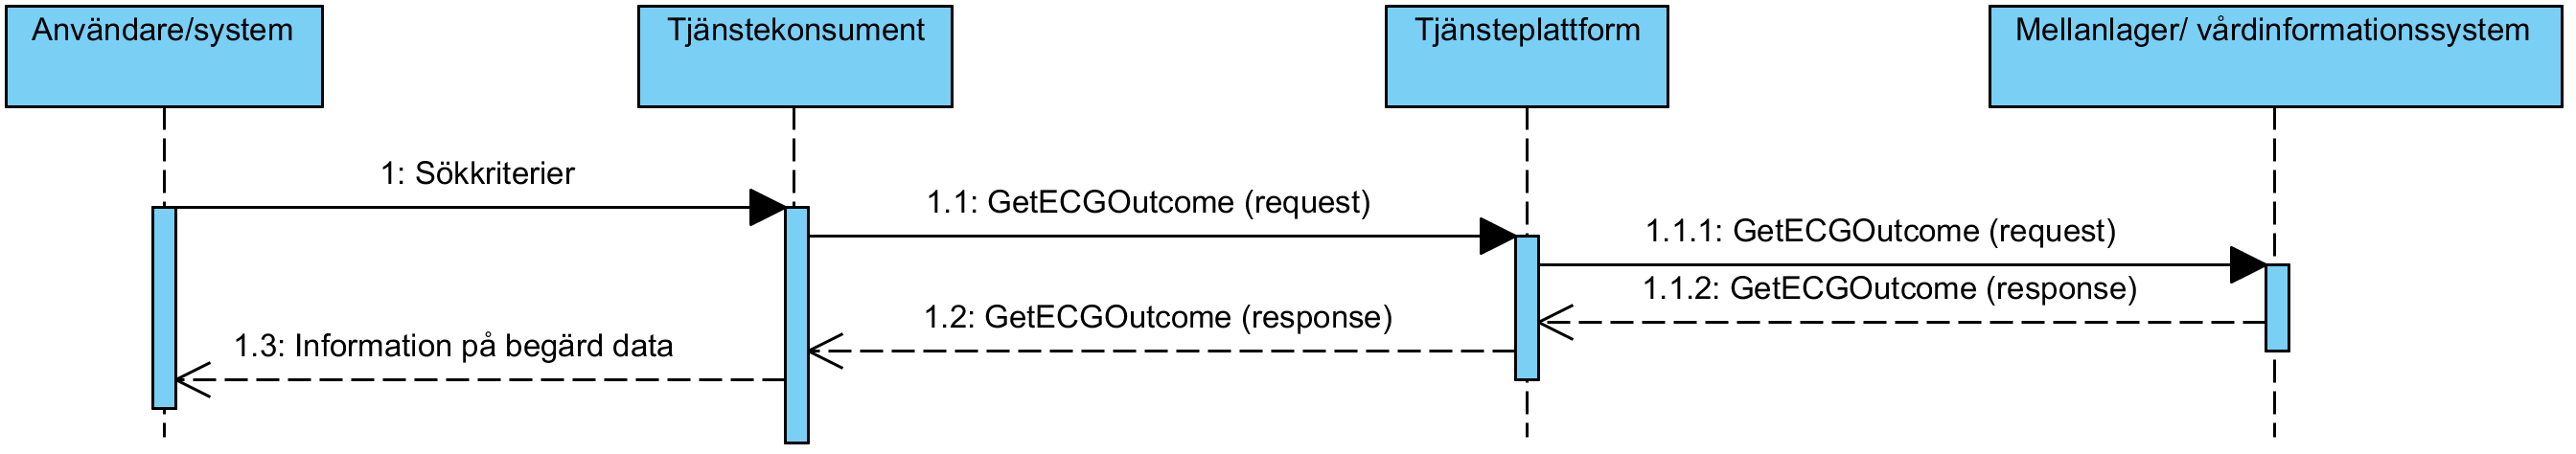 Användare/system
Tjänstekonsument
Tjänsteplattform
Mellanlager/ vårdinformationssystem
1: Sökkriterier
1.1: GetECGOutcome (request)
1.1.1: GetECGOutcome (request)
1.1.2: GetECGOutcome (response)
1.2: GetECGOutcome (response)
1.3: Information på begärd data